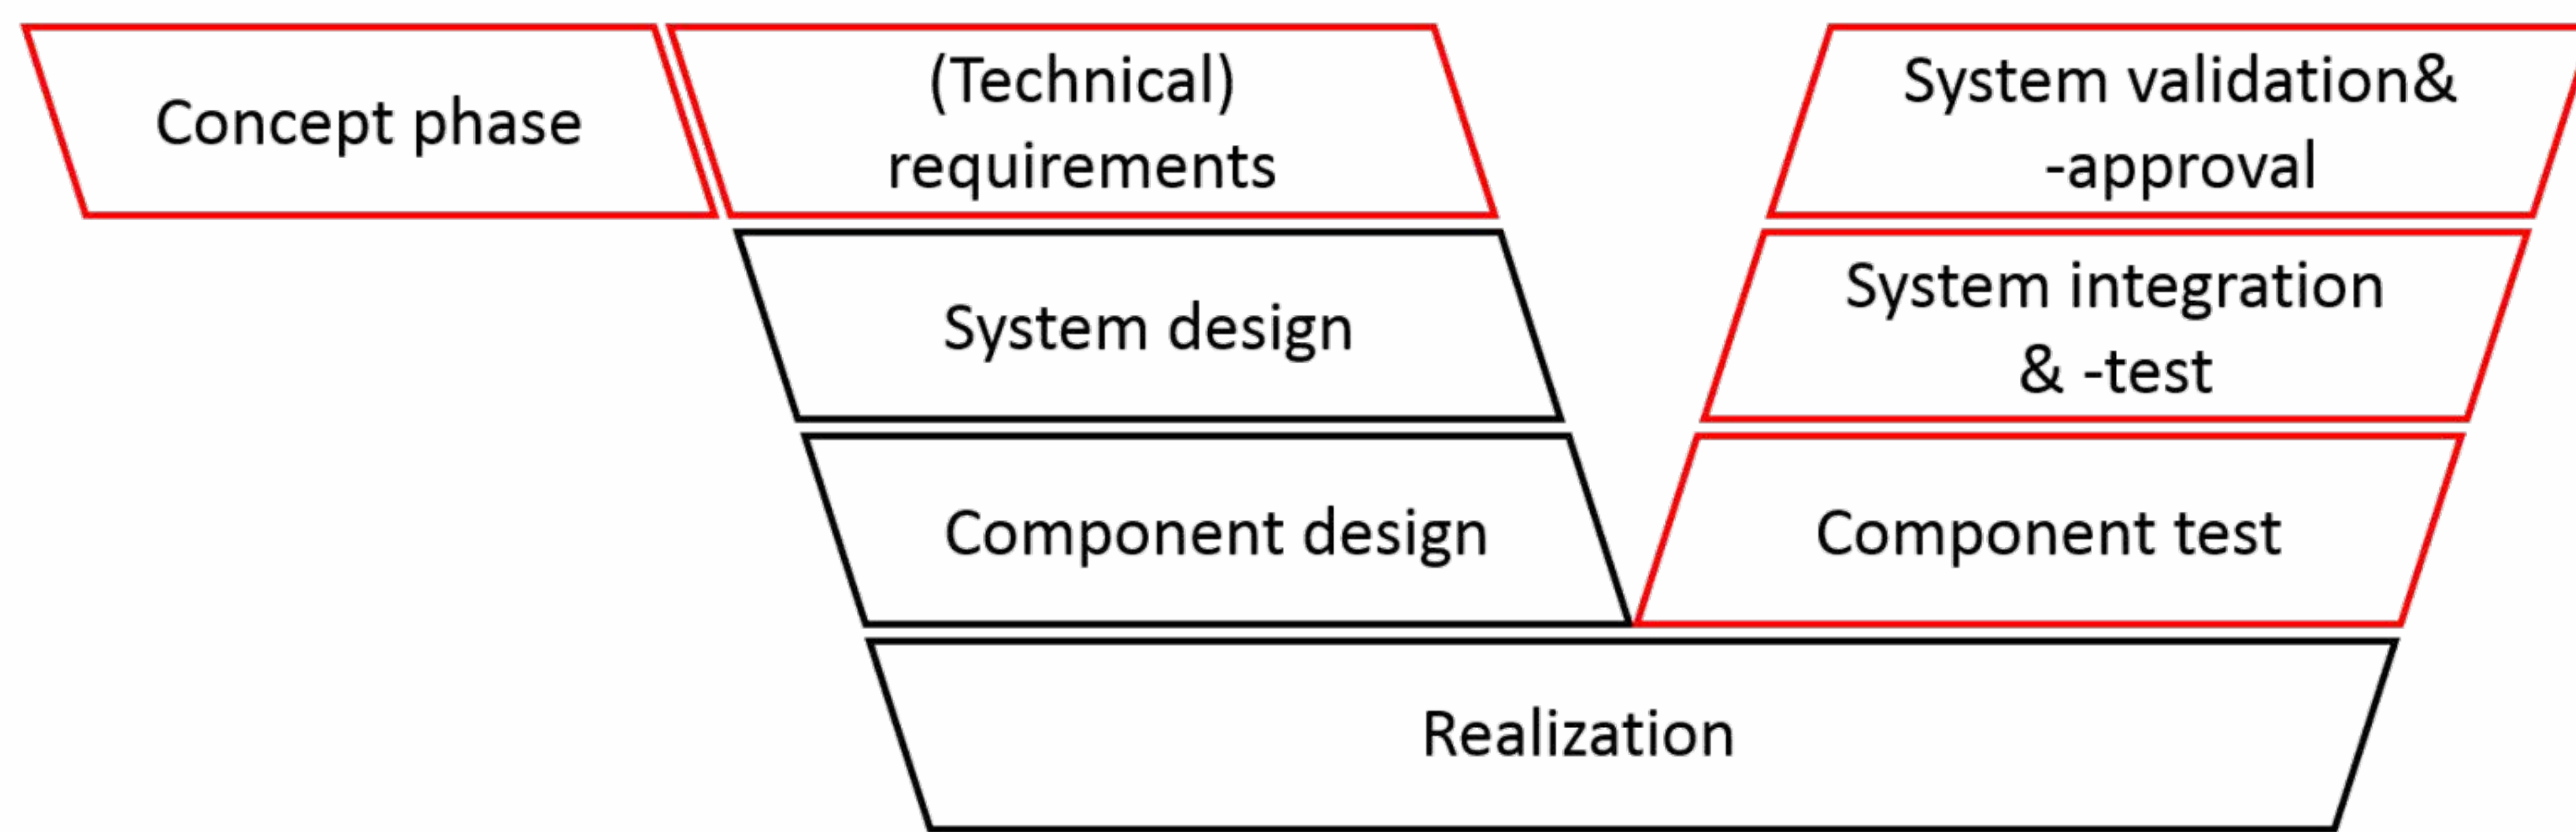 Concept phase
(Technical)
requirements
System validation&
-approval
System design
System integration
& -test
Component design
Component test
Realization